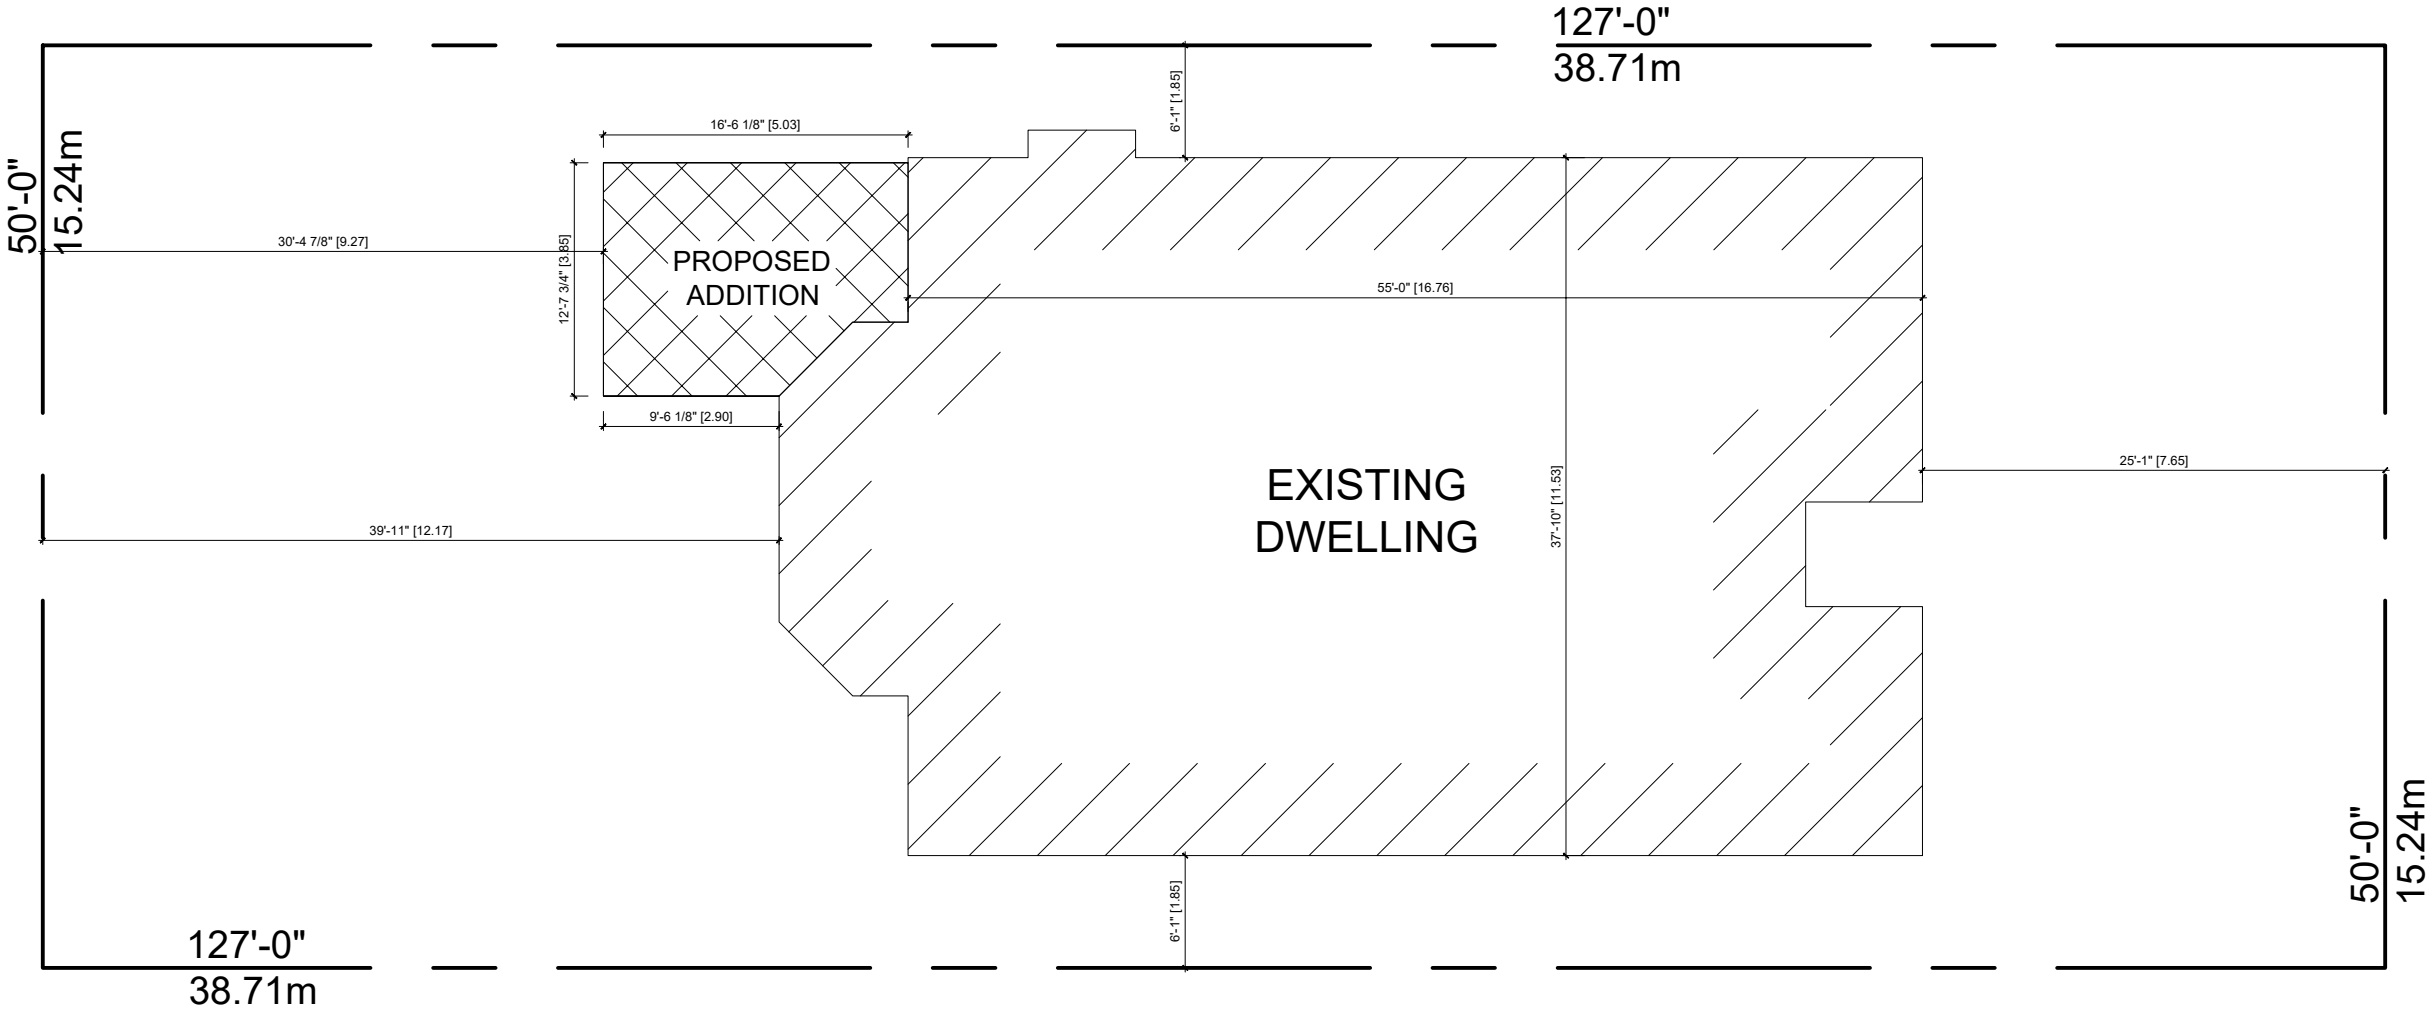 127'-0"
38.71m
6'-1" [1.85]
16'-6 1/8" [5.03]
50'-0"
15.24m
30'-4 7/8" [9.27]
12'-7 3/4" [3.85]
PROPOSED
ADDITION
55'-0" [16.76]
9'-6 1/8" [2.90]
25'-1" [7.65]
EXISTING
DWELLING
37'-10" [11.53]
39'-11" [12.17]
50'-0"
15.24m
6'-1" [1.85]
127'-0"
38.71m